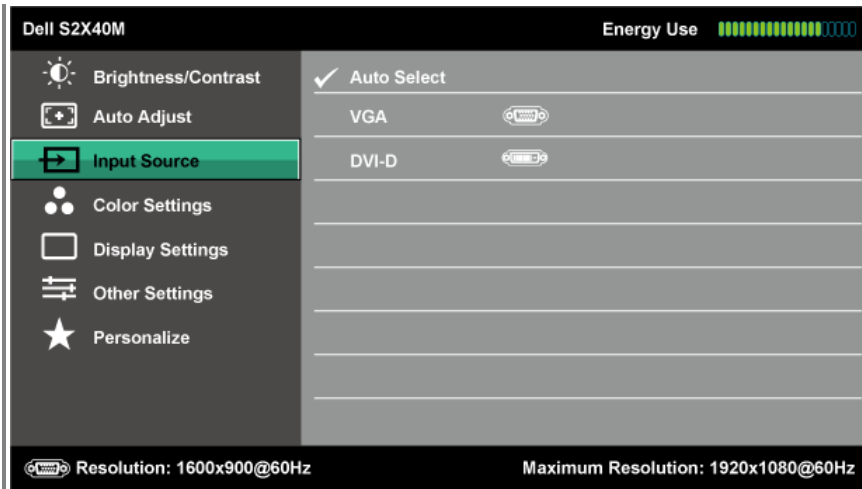 Dell S2X40M Energy Use
Brightness/Contrast Auto Select
Auto Adjust VGA
Input Source DVI-D
Color Settings
Display Settings
Other Settings
Personalize
Resolution: 1600x900@60Hz Maximum Resolution: 1920x1080@60Hz